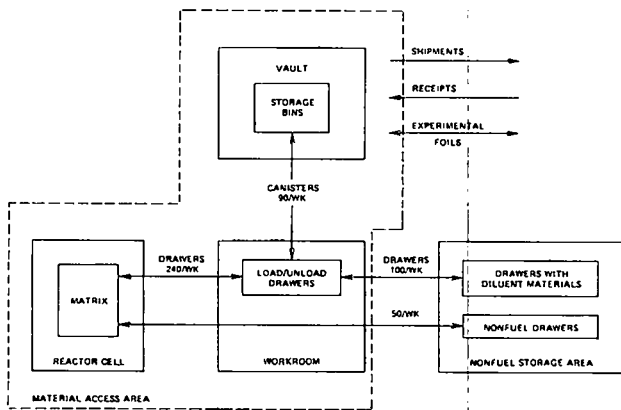 VAULT
STORAGE
BINS
SHIPMENTS
RECEIPTS
EXPERIMENTAL
FOILS
CANISTERS
90/WK
DRAWERS
240/WK
LOAD/UNLOAD
DRAWERS
DRAWERS
100/WK
DRAWERS WITH
DILUENT MATERIALS
MATRIX
50/WK
NONFUEL DRAWERS
REACTOR CELL
WORKROOM
NONFUEL STORAGE AREA
MATERIAL ACCESS AREA